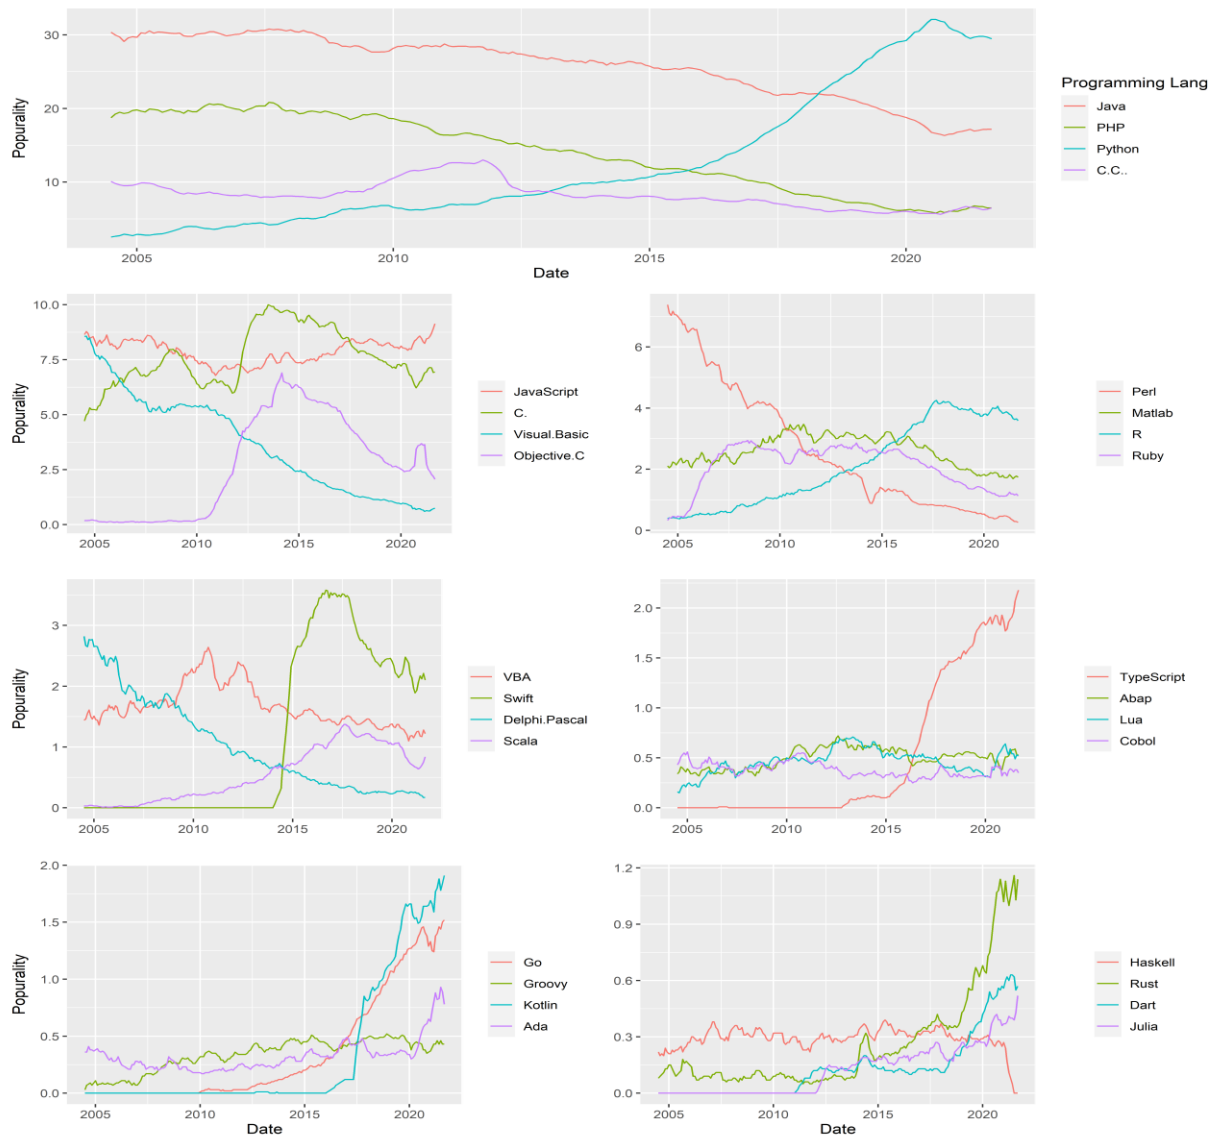 30
20
10
Popurality
2005
2010
2015
2020
Date
Programming Lang
Java
PHP
Python
C.C..
10.0
7.5
5.0
2.5
0.0
Popurality
2005
2010
2015
2020
JavaScript
C.
Visual.Basic
Objective.C
6
4
2
0
2005
2010
2015
2020
Perl
Matlab
R
Ruby
3
2
1
0
Popurality
2005
2010
2015
2020
VBA
Swift
Delphi.Pascal
Scala
2.0
1.5
1.0
0.5
0.0
2005
2010
2015
2020
TypeScript
Abap
Lua
Cobol
2.0
1.5
1.0
0.5
0.0
Popurality
2005
2010
2015
2020
Date
Go
Groovy
Kotlin
Ada
1.2
0.9
0.6
0.3
0.0
2005
2010
2015
2020
Date
Haskell
Rust
Dart
Julia